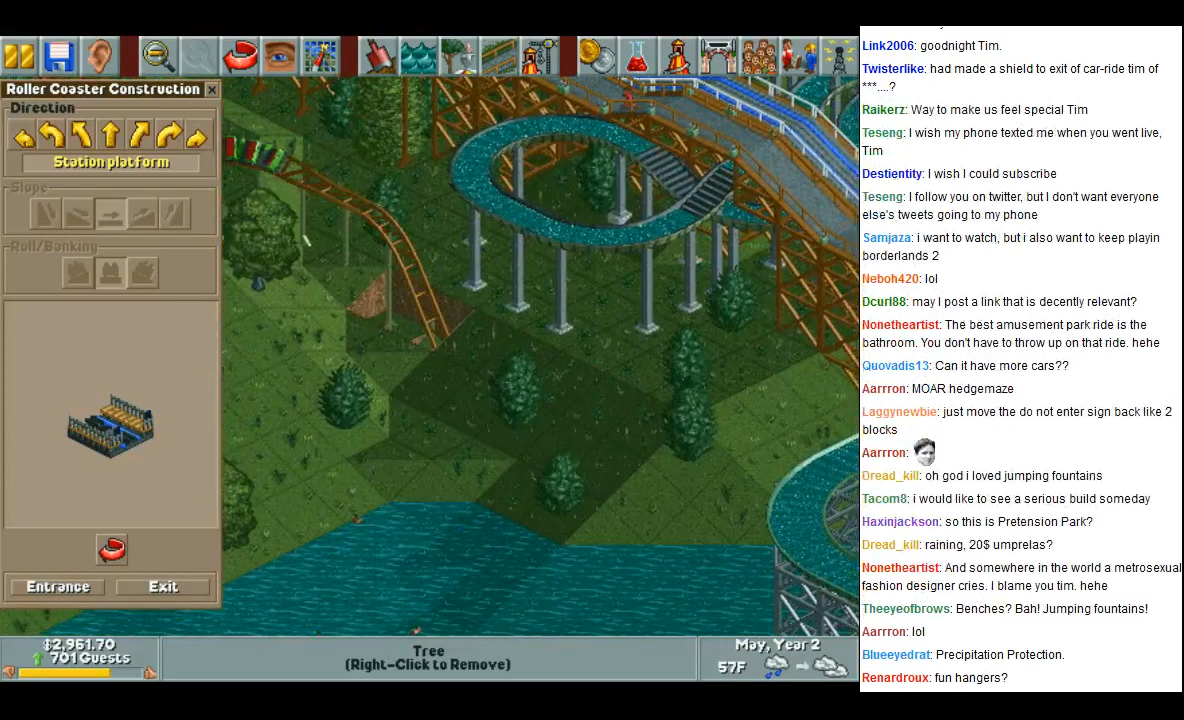 Roller Coaster Construction
Direction
Station platform
Slope
Roll/Banking
Entrance Exit
$2,961.70
701 Guests
Tree
(Right-Click to Remove)
May, Year 2
57F
Link2006: goodnight Tim.
Twisterlike: had made a shield to exit of car-ride tim of
***....?
Raikerz: Way to make us feel special Tim
Teseng: I wish my phone texted me when you went live,
Tim
Destientity: I wish I could subscribe
Teseng: I follow you on twitter, but I don't want everyone
else's tweets going to my phone
Samjaza: i want to watch, but i also want to keep playin
borderlands 2
Neboh420: lol
Dcurl88: may I post a link that is decently relevant?
Nonetheartist: The best amusement park ride is the
bathroom. You don't have to throw up on that ride. hehe
Quovadis13: Can it have more cars??
Aarrron: MOAR hedgemaze
Laggynewbie: just move the do not enter sign back like 2
blocks
Aarrron:
Dread_kill: oh god i loved jumping fountains
Tacom8: i would like to see a serious build someday
Haxinjackson: so this is Pretension Park?
Dread_kill: raining, 20$ umprelas?
Nonetheartist: And somewhere in the world a metrosexual
fashion designer cries. I blame you tim. hehe
Theeyeofbrows: Benches? Bah! Jumping fountains!
Aarrron: lol
Blueeyedrat: Precipitation Protection.
Renardroux: fun hangers?